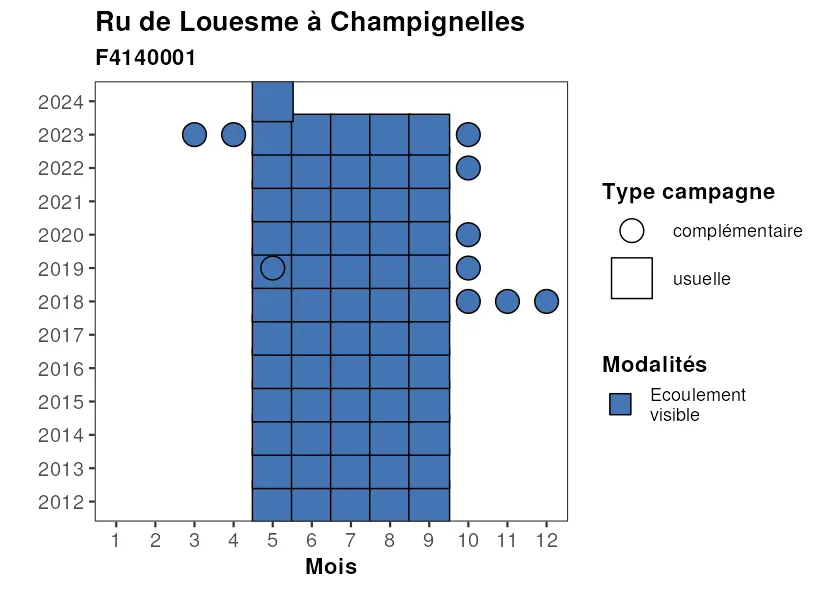 Ru de Louesme à Champignelles
F4140001
2024
2023
2022
2021
2020
2019
2018
2017
2016
2015
2014
2013
2012
1 2 3 4 5 6 7 8 9 10 11 12
Mois
Type campagne
complémentaire
usuelle
Modalités
Ecoulement
visible